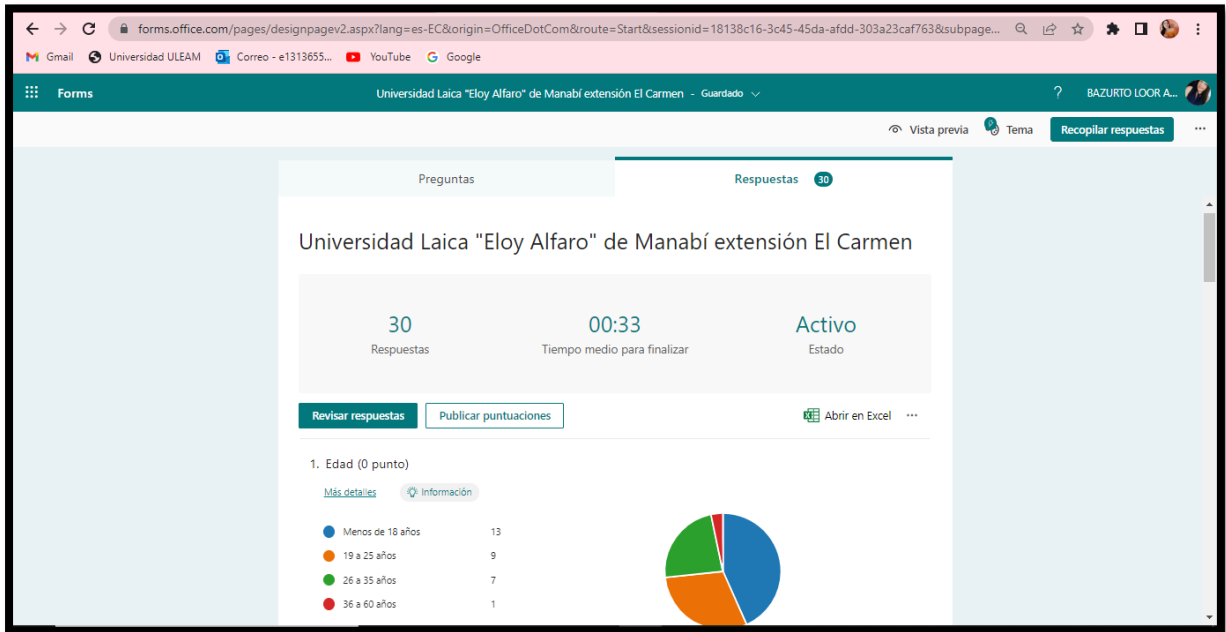 forms.office.com/pages/designpagev2.aspx?lang=es-EC&origin=OfficeDotCom&route=Start&sessionid=18138c16-3c45-45da-afdd-303a23caf763&subpage...
Gmail Universidad ULEAM Correo - e1313655... YouTube Google
Forms Universidad Laica "Eloy Alfaro" de Manabí extensión El Carmen - Guardado ? BAZURTO LOOR A...
Vista previa Tema Recopilar respuestas ...
Preguntas Respuestas 30
Universidad Laica "Eloy Alfaro" de Manabí extensión El Carmen
30 00:33 Activo
Respuestas Tiempo medio para finalizar Estado
Revisar respuestas Publicar puntuaciones Abrir en Excel ...
1. Edad (0 punto)
Más detalles Información
Menos de 18 años 13
19 a 25 años 9
26 a 35 años 7
36 a 60 años 1